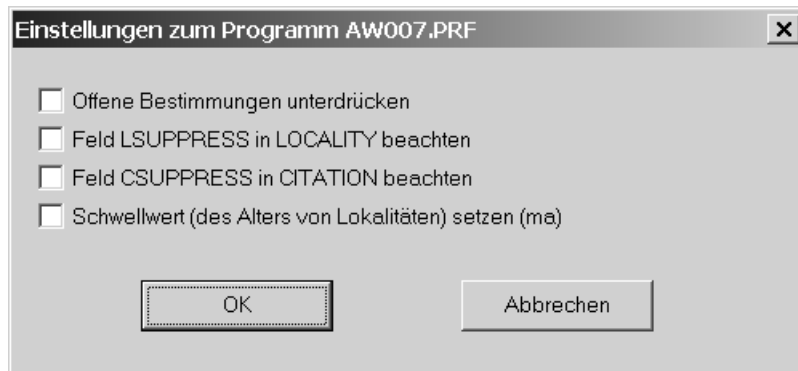 Einstellungen zum Programm AW007.PRF
Offene Bestimmungen unterdrücken
Feld LSUPPRESS in LOCALITY beachten
Feld CSUPPRESS in CITATION beachten
Schwellwert (des Alters von Lokalitäten) setzen (ma)
OK Abbrechen